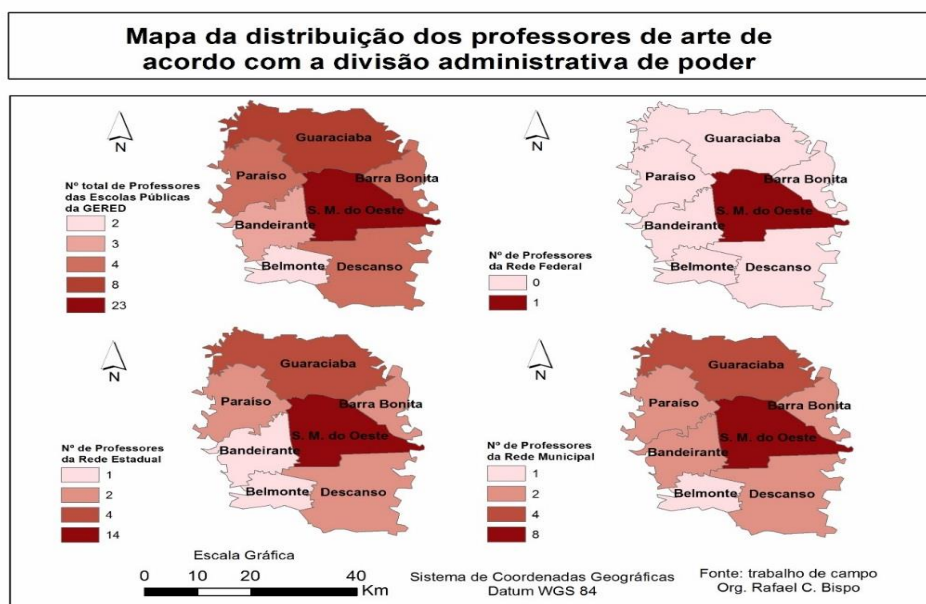 Mapa da distribuição dos professores de arte de
acordo com a divisão administrativa de poder
N
Nº total de Professores
das Escolas Públicas
da GERED
2
3
4
8
23
Guaraciaba
Paraíso
Barra Bonita
S. M. do Oeste
Bandeirante
Belmonte
Descanso
N
Nº de Professores
da Rede Federal
0
1
Guaraciaba
Paraíso
Barra Bonita
S. M. do Oeste
Bandeirante
Belmonte
Descanso
N
Nº de Professores
da Rede Estadual
1
2
4
14
Guaraciaba
Paraíso
Barra Bonita
S. M. do Oeste
Bandeirante
Belmonte
Descanso
N
Nº de Professores
da Rede Municipal
1
2
4
8
Guaraciaba
Paraíso
Barra Bonita
S. M. do Oeste
Bandeirante
Belmonte
Descanso
Escala Gráfica
0 10 20 40
Km
Sistema de Coordenadas Geográficas
Datum WGS 84
Fonte: trabalho de campo
Org. Rafael C. Bispo